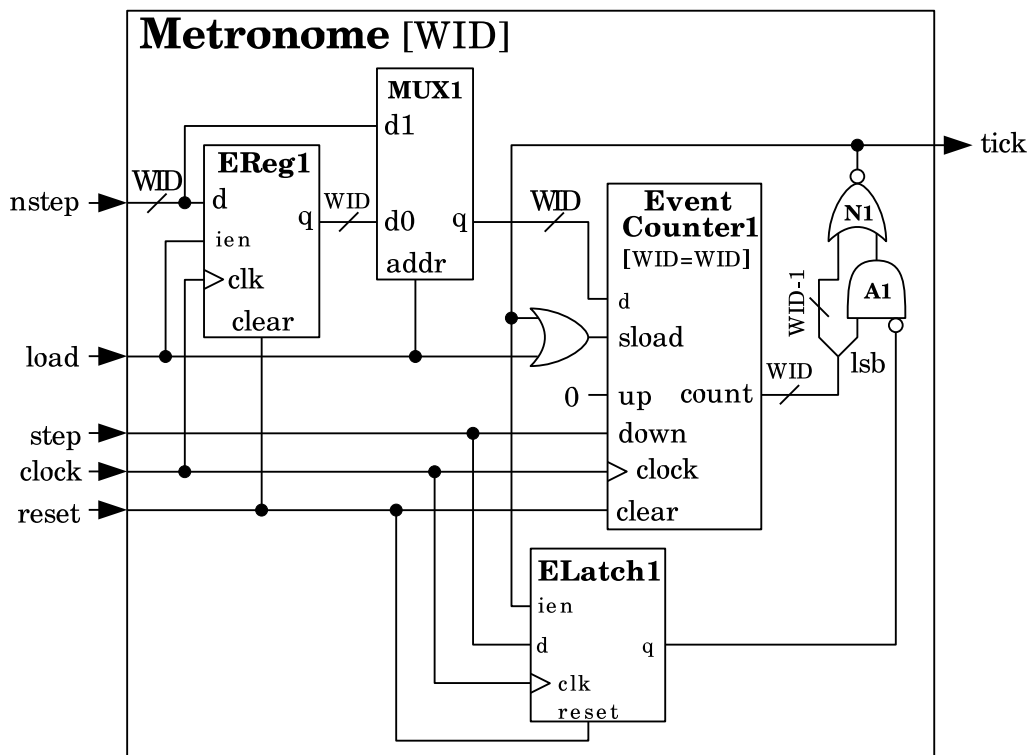 Metronome [WID]
MUX1
d1
d0
q
addr
EReg1
d
q
ien
clk
clear
WID
WID
WID
nstep
load
step
clock
reset
tick
Event
Counter1
[WID=WID]
d
sload
0
up
count
down
clock
clear
WID
WID-1
lsb
N1
A1
ELatch1
ien
d
q
clk
reset